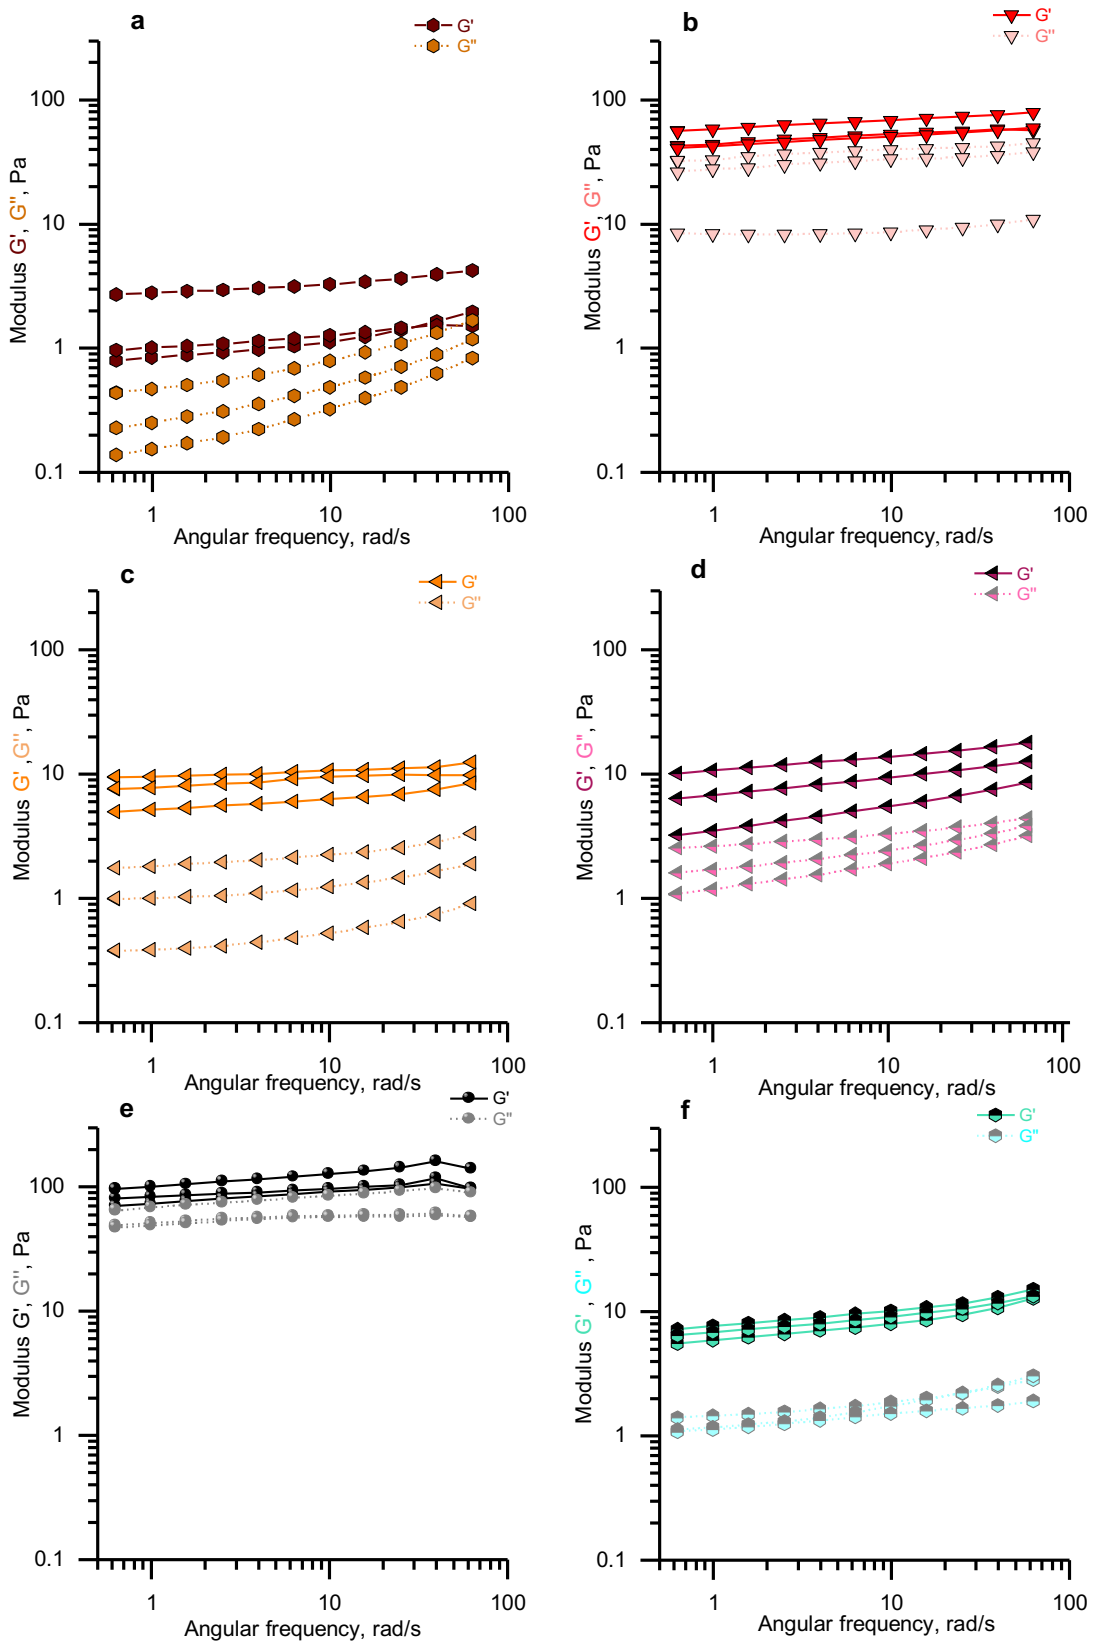 a
G'
G''
Modulus G', G'', Pa
100
10
1
0.1
1
10
100
Angular frequency, rad/s
b
G'
G''
Modulus G', G'', Pa
100
10
1
0.1
1
10
100
Angular frequency, rad/s
c
G'
G''
Modulus G' ,G'', Pa
100
10
1
0.1
1
10
100
Angular frequency, rad/s
d
G'
G''
Modulus G', G'', Pa
100
10
1
0.1
1
10
100
Angular frequency, rad/s
e
G'
G''
Modulus G', G'', Pa
100
10
1
0.1
1
10
100
Angular frequency, rad/s
f
G'
G''
Modulus G' , G'' , Pa
100
10
1
0.1
1
10
100
Angular frequency, rad/s